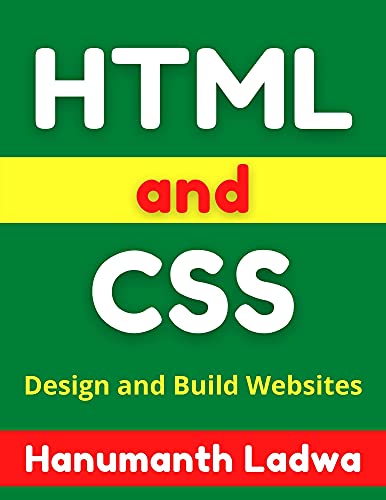 HTML
and
CSS
Design and Build Websites
Hanumanth Ladwa